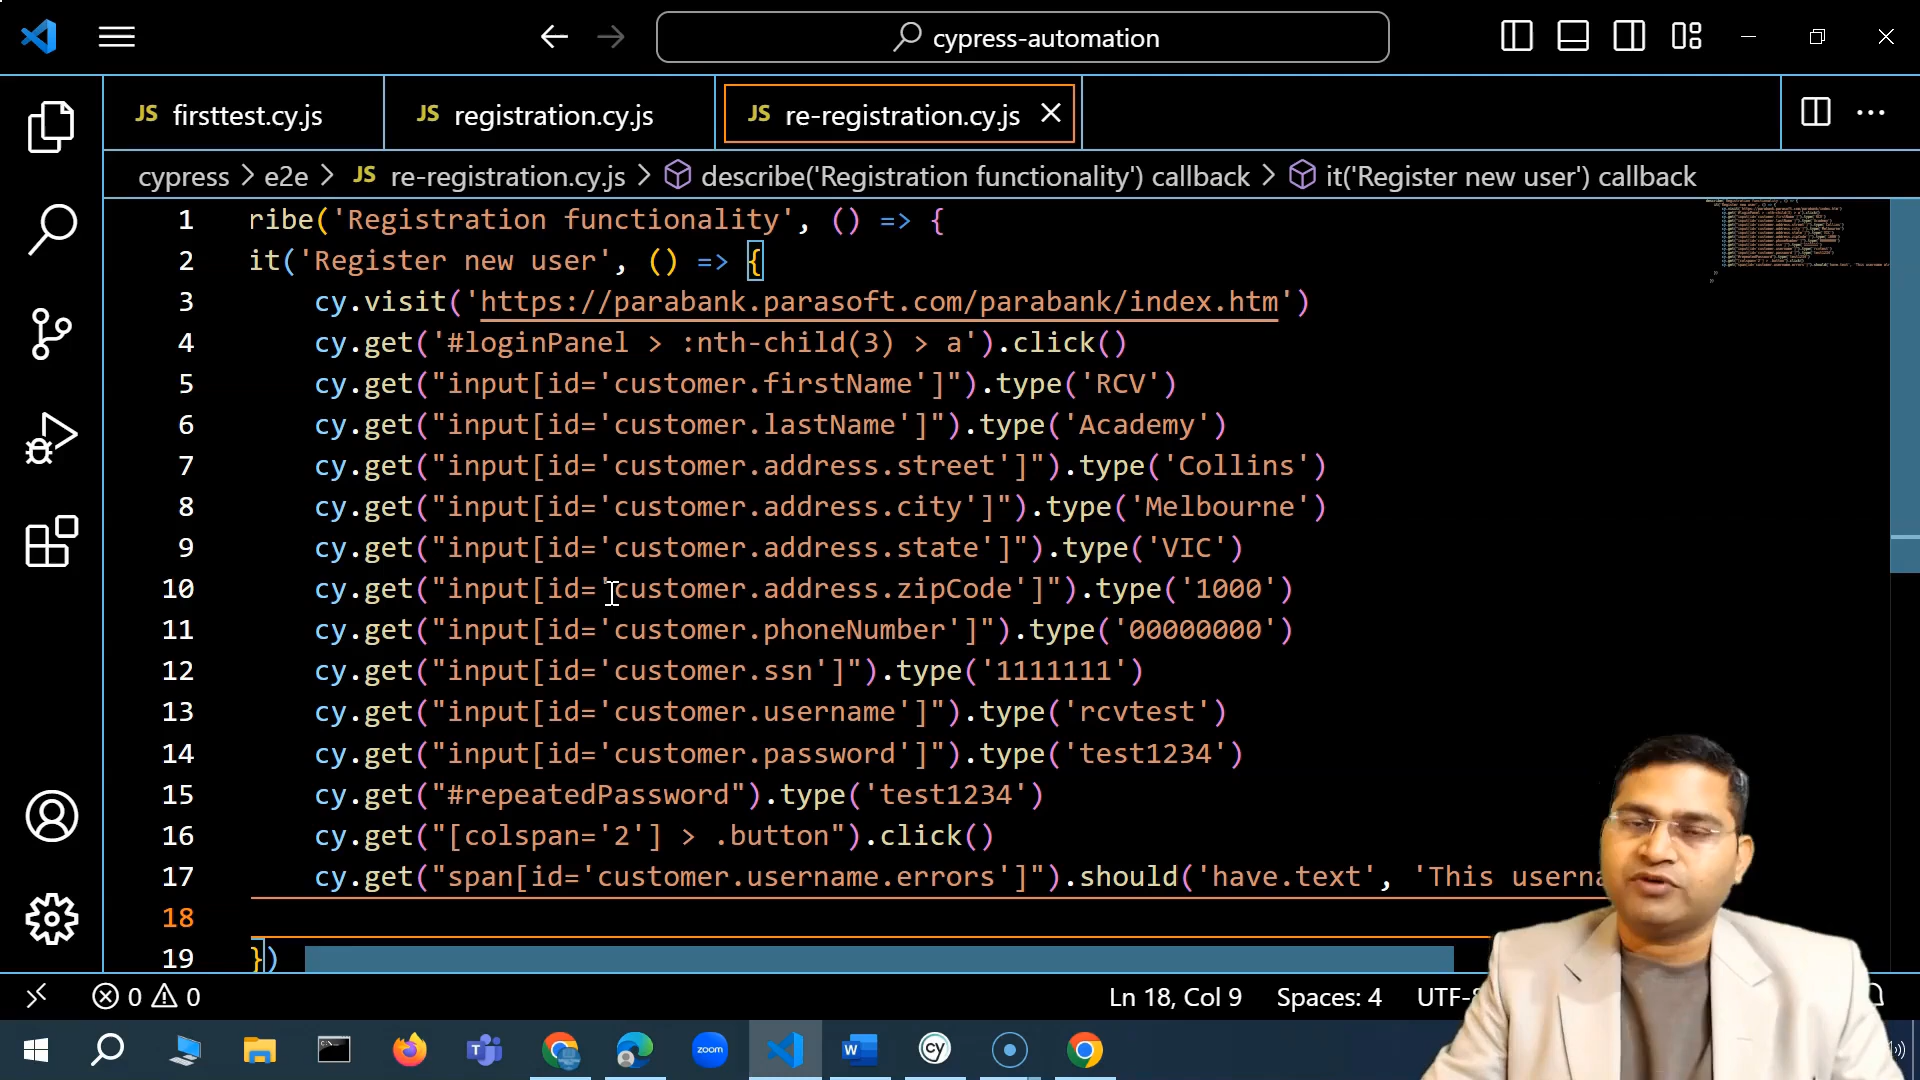 cypress-automation
JS firsttest.cy.js
JS registration.cy.js
JS re-registration.cy.js
cypress > e2e > JS re-registration.cy.js > describe('Registration functionality') callback > it('Register new user') callback
1 ribe('Registration functionality', () => {
2 it('Register new user', () => {
3 cy.visit('https://parabank.parasoft.com/parabank/index.htm')
4 cy.get('#loginPanel > :nth-child(3) > a').click()
5 cy.get("input[id='customer.firstName']").type('RCV')
6 cy.get("input[id='customer.lastName']").type('Academy')
7 cy.get("input[id='customer.address.street']").type('Collins')
8 cy.get("input[id='customer.address.city']").type('Melbourne')
9 cy.get("input[id='customer.address.state']").type('VIC')
10 cy.get("input[id='customer.address.zipCode']").type('1000')
11 cy.get("input[id='customer.phoneNumber']").type('00000000')
12 cy.get("input[id='customer.ssn']").type('1111111')
13 cy.get("input[id='customer.username']").type('rcvtest')
14 cy.get("input[id='customer.password']").type('test1234')
15 cy.get("#repeatedPassword").type('test1234')
16 cy.get("[colspan='2'] > .button").click()
17 cy.get("span[id='customer.username.errors']").should('have.text', 'This userna
18
19 })
0 0
Ln 18, Col 9 Spaces: 4 UTF-8
zoom
cy